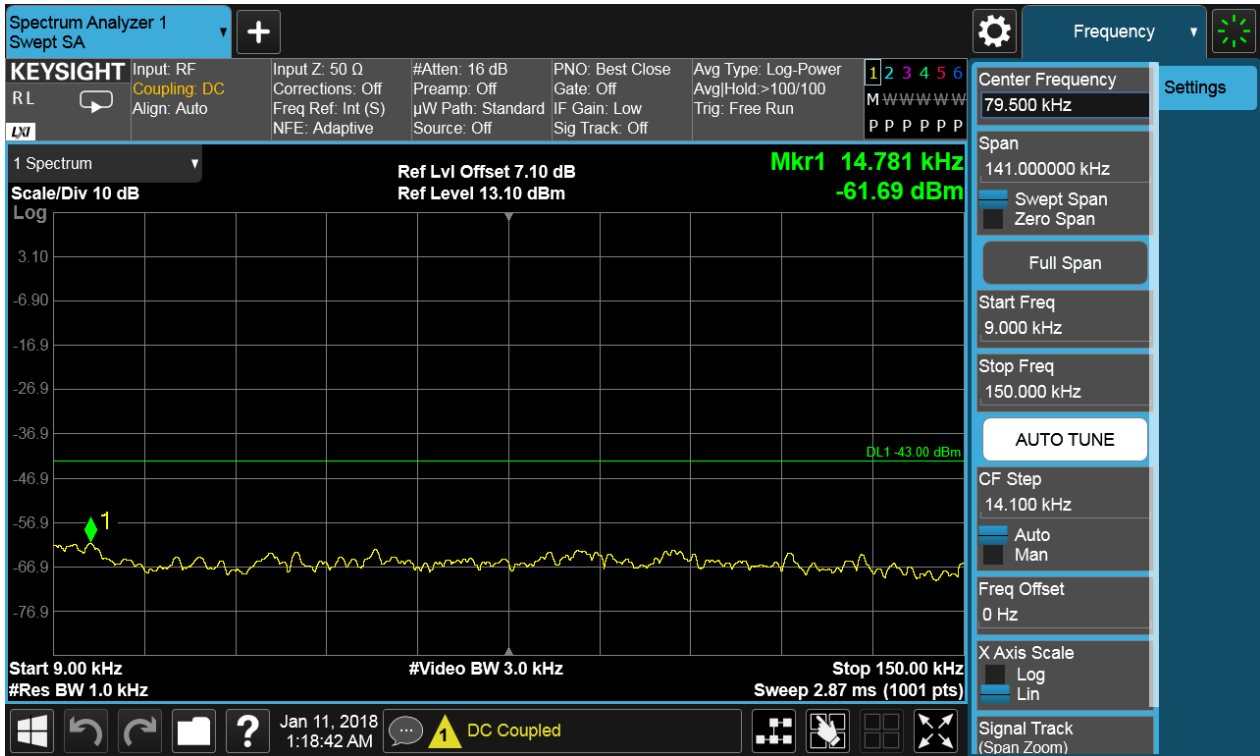 Spectrum Analyzer 1
Swept SA
+
Frequency
KEYSIGHT
RL
LXI
Input: RF
Coupling: DC
Align: Auto
Input Z: 50 Ω
Corrections: Off
Freq Ref: Int (S)
NFE: Adaptive
#Atten: 16 dB
Preamp: Off
µW Path: Standard
Source: Off
PNO: Best Close
Gate: Off
IF Gain: Low
Sig Track: Off
Avg Type: Log-Power
Avg|Hold:>100/100
Trig: Free Run
1 2 3 4 5 6
M W W W W W
P P P P P P
1 Spectrum
Scale/Div 10 dB
Log
Ref Lvl Offset 7.10 dB
Ref Level 13.10 dBm
Mkr1 14.781 kHz
-61.69 dBm
3.10
-6.90
-16.9
-26.9
-36.9
-46.9
-56.9
-66.9
-76.9
DL1 -43.00 dBm
1
Start 9.00 kHz
#Res BW 1.0 kHz
#Video BW 3.0 kHz
Stop 150.00 kHz
Sweep 2.87 ms (1001 pts)
Center Frequency
79.500 kHz
Span
141.000000 kHz
Swept Span
Zero Span
Full Span
Start Freq
9.000 kHz
Stop Freq
150.000 kHz
AUTO TUNE
CF Step
14.100 kHz
Auto
Man
Freq Offset
0 Hz
X Axis Scale
Log
Lin
Signal Track
(Span Zoom)
Settings
?
Jan 11, 2018
1:18:42 AM
1
DC Coupled